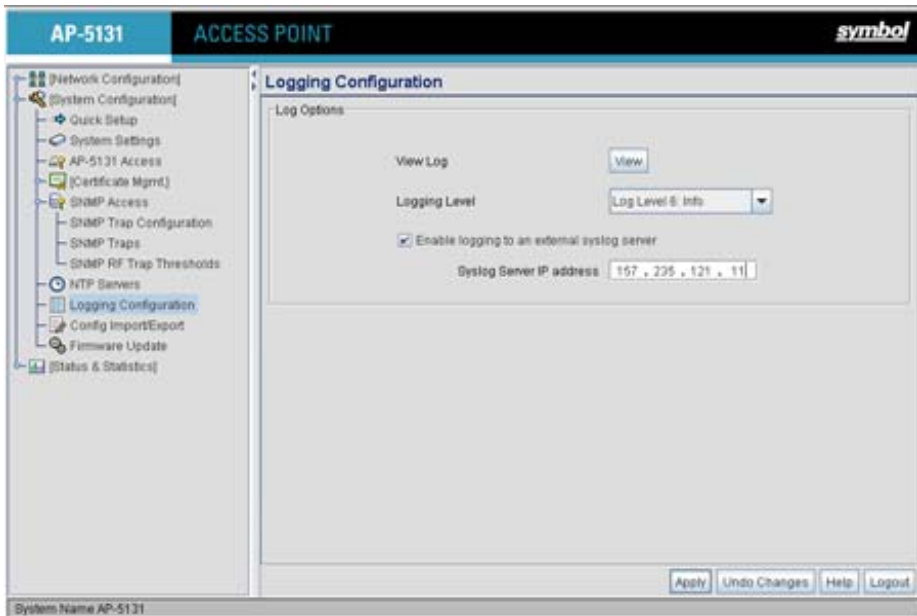 AP-5131
ACCESS POINT
symbol
[Network Configuration]
[System Configuration]
Quick Setup
System Settings
AP-5131 Access
[Certificate Mgmt.]
SNMP Access
SNMP Trap Configuration
SNMP Traps
SNMP RF Trap Thresholds
NTP Servers
Logging Configuration
Config Import/Export
Firmware Update
[Status & Statistics]
Logging Configuration
Log Options
View Log
View
Logging Level
Log Level 6: Info
Enable logging to an external syslog server
Syslog Server IP address 157 . 235 . 121 . 11
Apply
Undo Changes
Help
Logout
System Name AP-5131